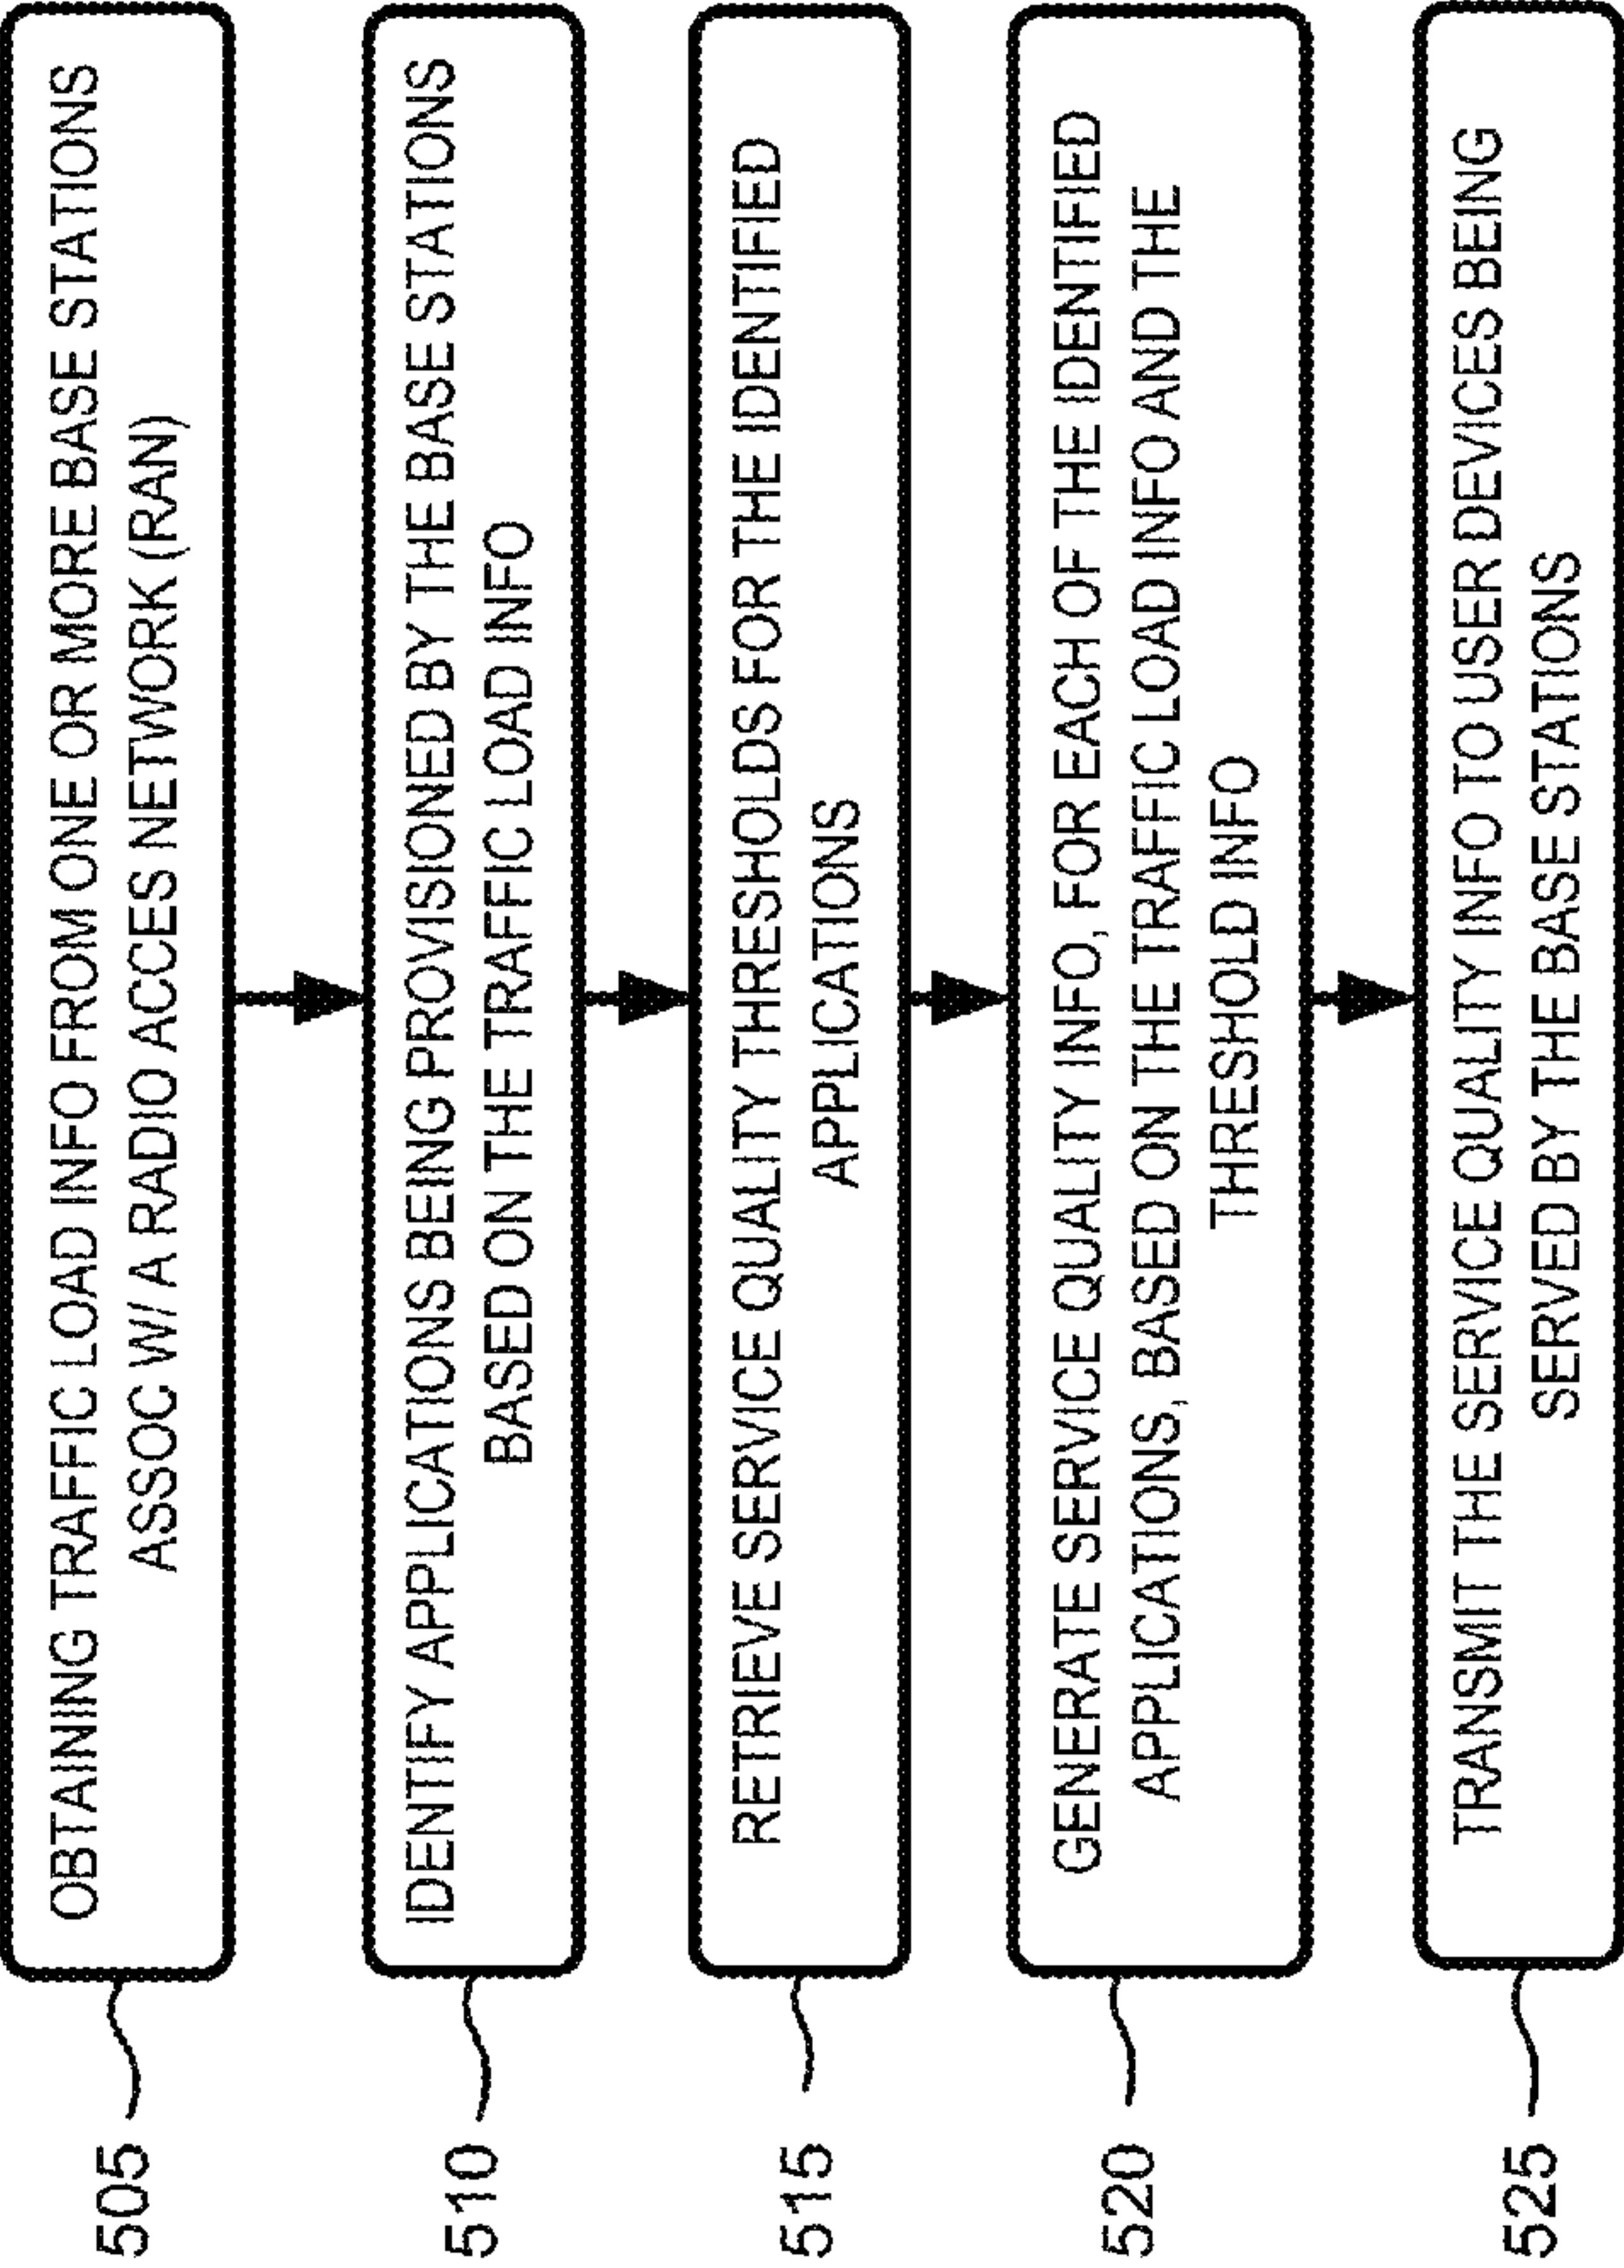 505
OBTAINING TRAFFIC LOAD INFO FROM ONE OR MORE BASE STATIONS
ASSOC W/ A RADIO ACCES NETWORK (RAN)
510
IDENTIFY APPLICATIONS BEING PROVISIONED BY THE BASE STATIONS
BASED ON THE TRAFFIC LOAD INFO
515
RETRIEVE SERVICE QUALITY THRESHOLDS FOR THE IDENTIFIED
APPLICATIONS
520
GENERATE SERVICE QUALITY INFO, FOR EACH OF THE IDENTIFIED
APPLICATIONS, BASED ON THE TRAFFIC LOAD INFO AND THE
THRESHOLD INFO
525
TRANSMIT THE SERVICE QUALITY INFO TO USER DEVICES BEING
SERVED BY THE BASE STATIONS